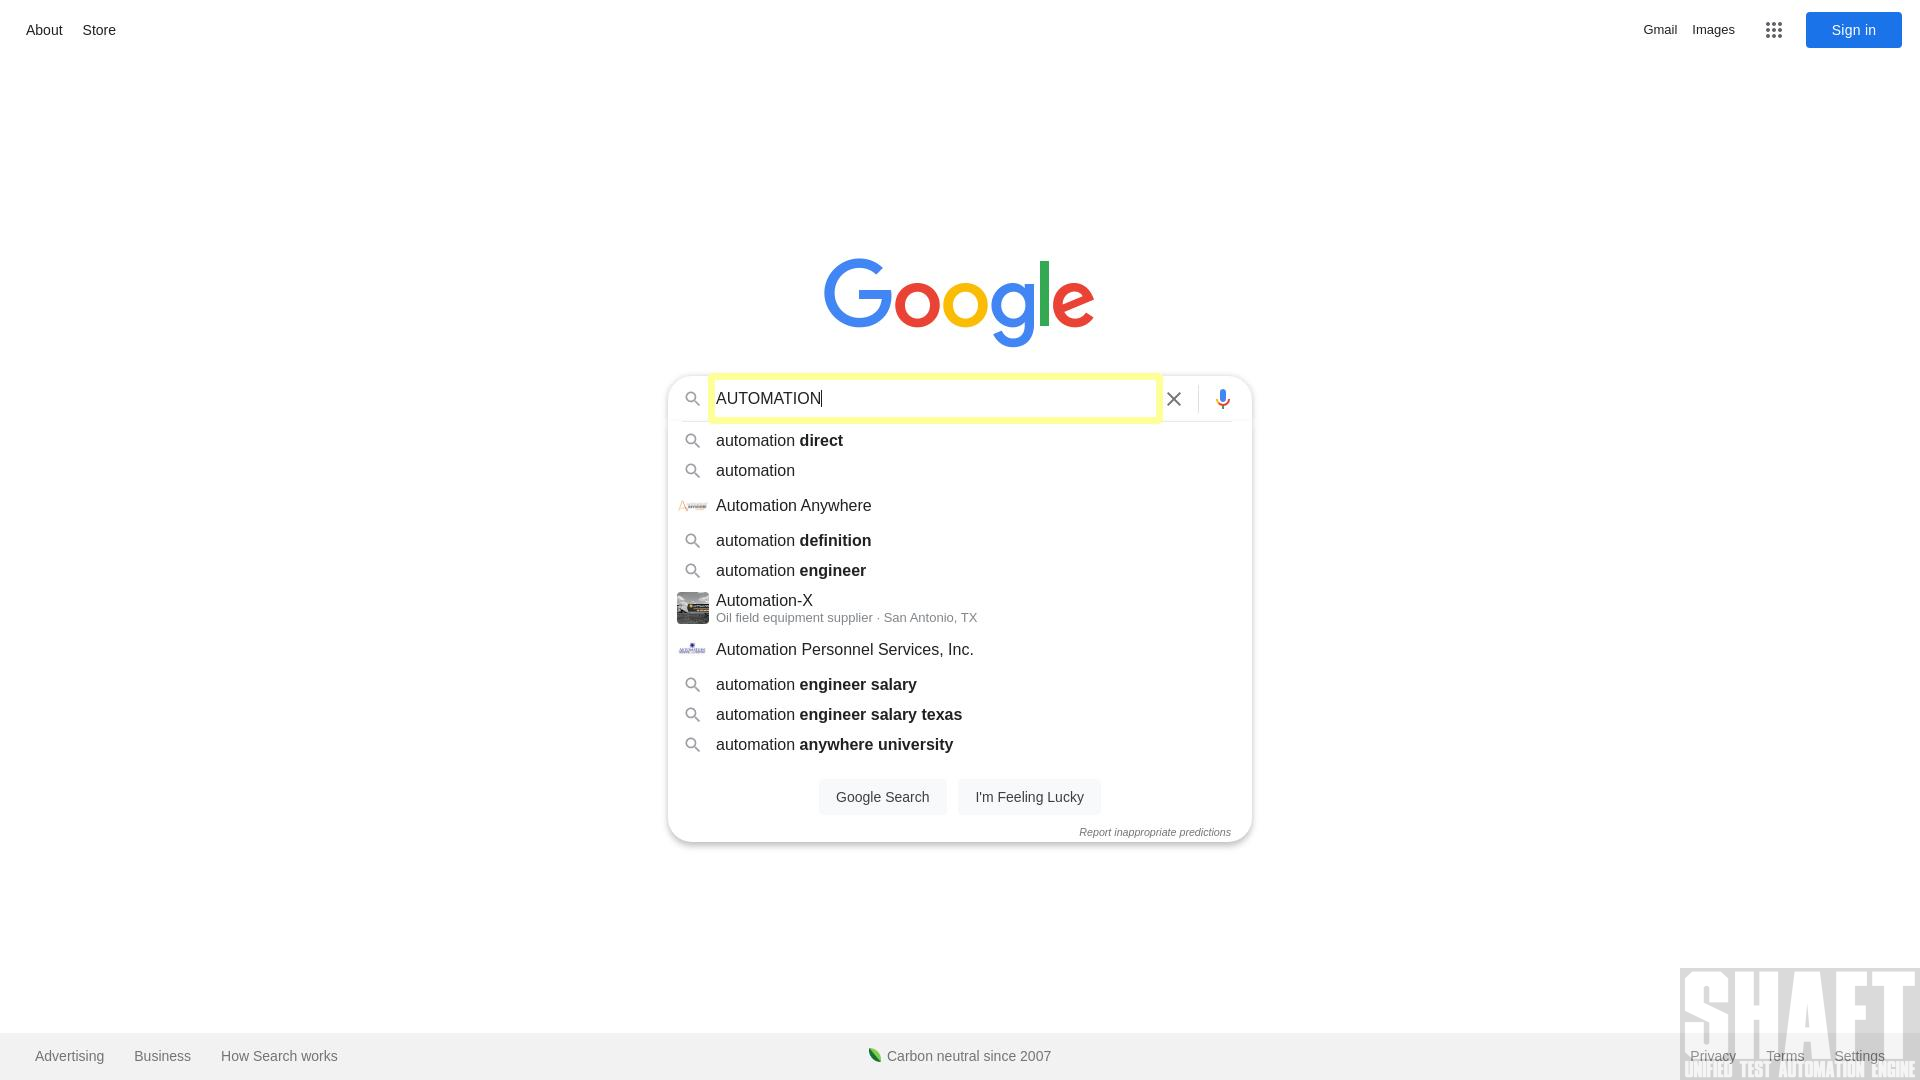 About Store
Gmail Images Sign in
Google
AUTOMATION
automation direct
automation
Automation Anywhere
automation definition
automation engineer
Automation-X
Oil field equipment supplier · San Antonio, TX
Automation Personnel Services, Inc.
automation engineer salary
automation engineer salary texas
automation anywhere university
Google Search I'm Feeling Lucky
Report inappropriate predictions
SHAFT
Advertising Business How Search works Carbon neutral since 2007 Privacy Terms Settings
UNIFIED TEST AUTOMATION ENGINE